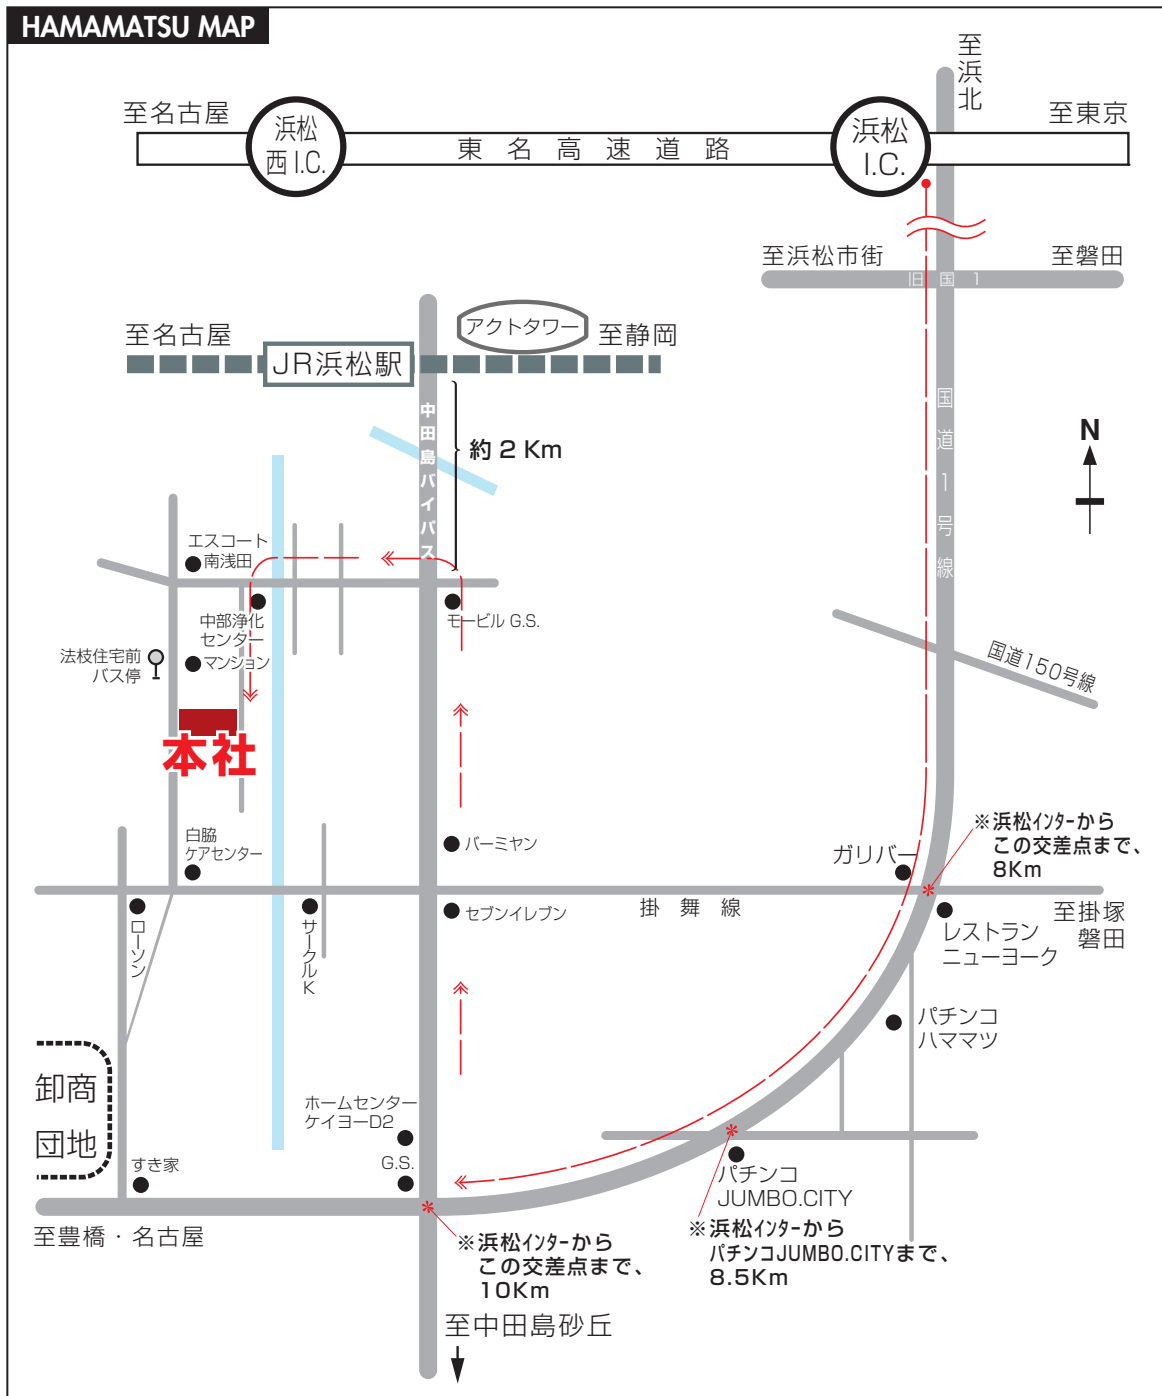 HAMAMATSU MAP
至浜北
至名古屋
浜松
西 I.C.
東名高速道路
浜松
I.C.
至東京
至浜松市街
至磐田
旧国1
至名古屋
JR浜松駅
アクトタワー
至静岡
中田島バイパス
約 2 Km
国道1号線
N
エスコート
南浅田
中部浄化
センター
モービル G.S.
法枝住宅前
バス停
マンション
国道150号線
本社
白脇
ケアセンター
バーミヤン
ガリバー
※浜松インターから
この交差点まで、
8Km
ローソン
サークルK
セブンイレブン
掛舞線
至掛塚
磐田
レストラン
ニューヨーク
パチンコ
ハママツ
卸商
団地
ホームセンター
ケイヨーD2
すき家
G.S.
パチンコ
JUMBO.CITY
至豊橋・名古屋
※浜松インターから
この交差点まで、
10Km
※浜松インターから
パチンコJUMBO.CITYまで、
8.5Km
至中田島砂丘